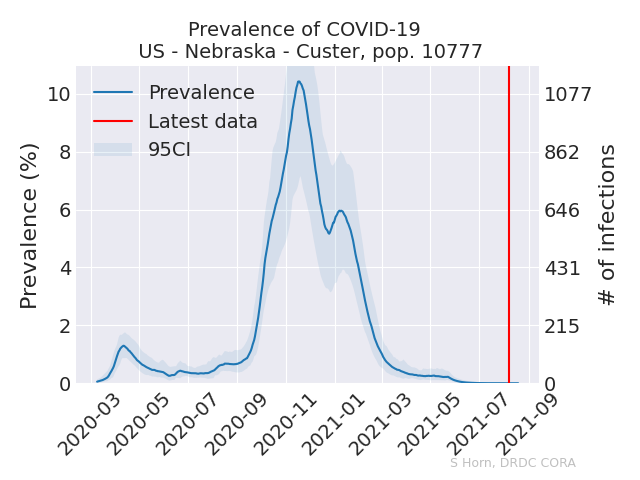 Prevalence of COVID-19
US - Nebraska - Custer, pop. 10777
Prevalence
Latest data
95CI
Prevalence (%)
10
8
6
4
2
0
# of infections
1077
862
646
431
215
0
2020-03
2020-05
2020-07
2020-09
2020-11
2021-01
2021-03
2021-05
2021-07
2021-09
S Horn, DRDC CORA